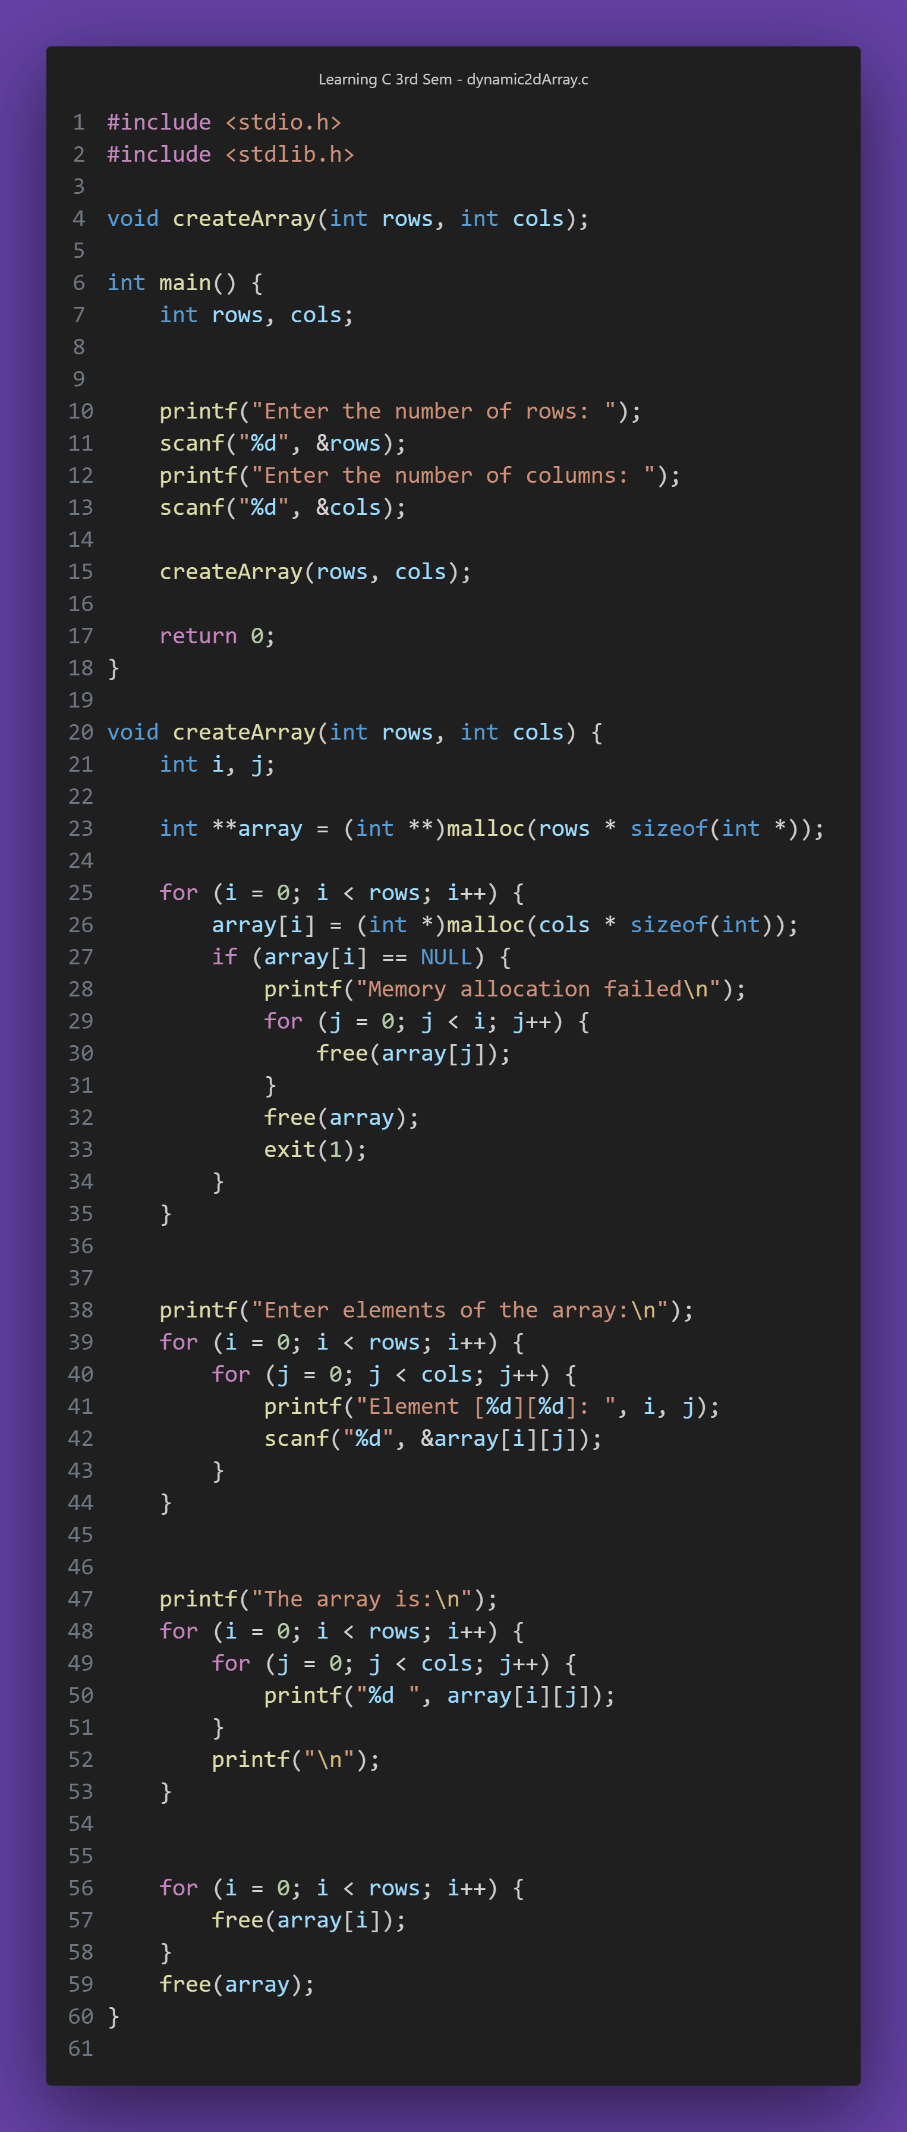 Learning C 3rd Sem - dynamic2dArray.c
1 #include <stdio.h>
2 #include <stdlib.h>
3
4 void createArray(int rows, int cols);
5
6 int main() {
7     int rows, cols;
8
9
10     printf("Enter the number of rows: ");
11     scanf("%d", &rows);
12     printf("Enter the number of columns: ");
13     scanf("%d", &cols);
14
15     createArray(rows, cols);
16
17     return 0;
18 }
19
20 void createArray(int rows, int cols) {
21     int i, j;
22
23     int **array = (int **)malloc(rows * sizeof(int *));
24
25     for (i = 0; i < rows; i++) {
26         array[i] = (int *)malloc(cols * sizeof(int));
27         if (array[i] == NULL) {
28             printf("Memory allocation failed\n");
29             for (j = 0; j < i; j++) {
30                 free(array[j]);
31             }
32             free(array);
33             exit(1);
34         }
35     }
36
37
38     printf("Enter elements of the array:\n");
39     for (i = 0; i < rows; i++) {
40         for (j = 0; j < cols; j++) {
41             printf("Element [%d][%d]: ", i, j);
42             scanf("%d", &array[i][j]);
43         }
44     }
45
46
47     printf("The array is:\n");
48     for (i = 0; i < rows; i++) {
49         for (j = 0; j < cols; j++) {
50             printf("%d ", array[i][j]);
51         }
52         printf("\n");
53     }
54
55
56     for (i = 0; i < rows; i++) {
57         free(array[i]);
58     }
59     free(array);
60 }
61